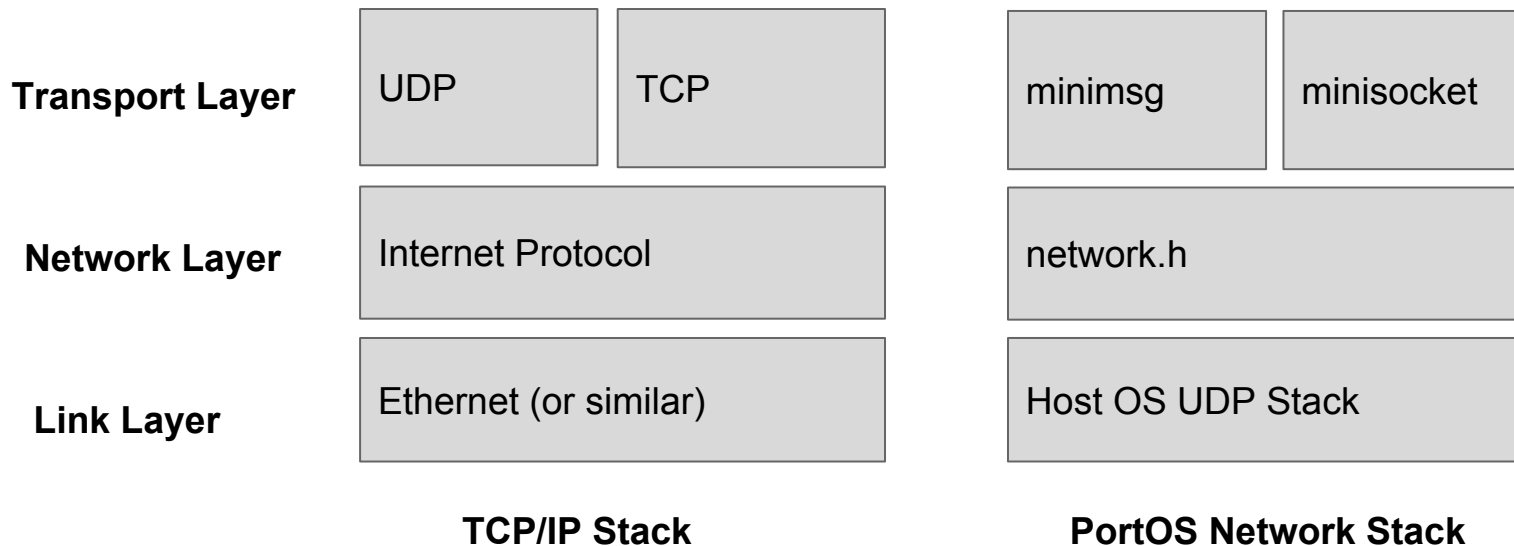 Transport Layer
UDP
TCP
minimsg
minisocket
Network Layer
Internet Protocol
network.h
Link Layer
Ethernet (or similar)
Host OS UDP Stack
TCP/IP Stack
PortOS Network Stack